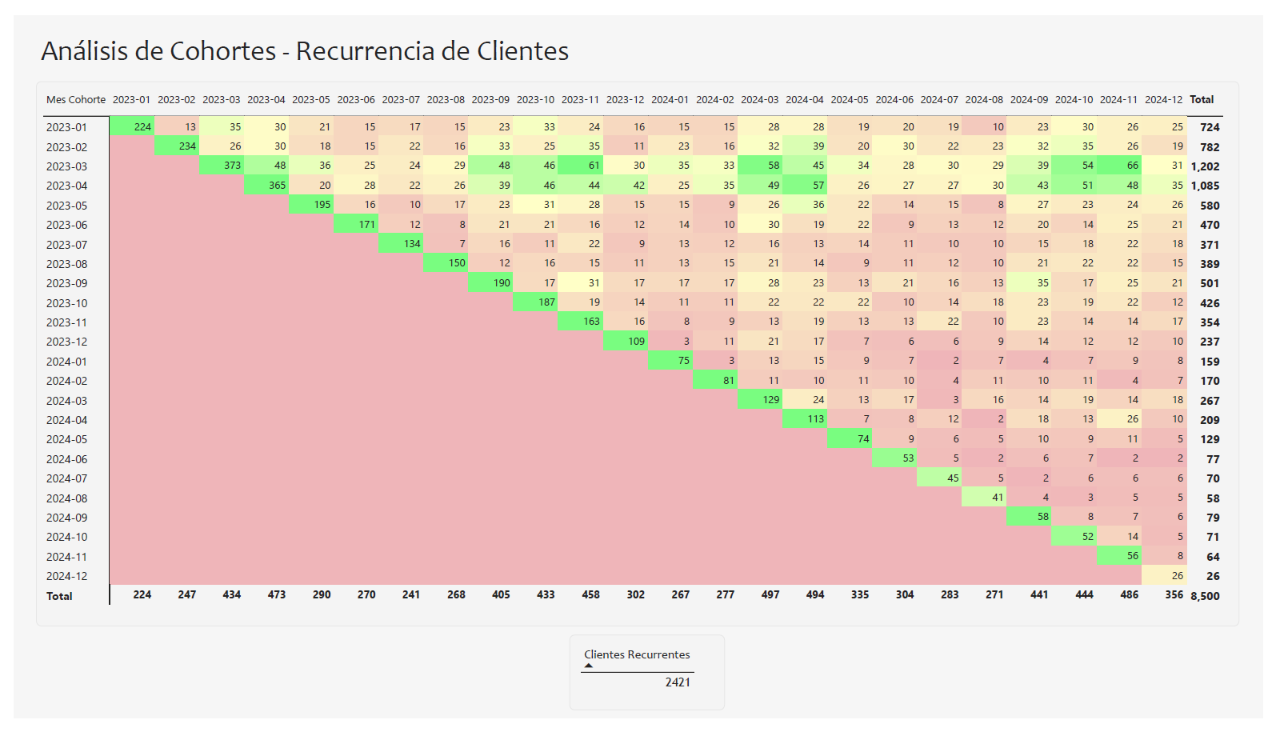 Análisis de Cohortes - Recurrencia de Clientes
Mes Cohorte 2023-01 2023-02 2023-03 2023-04 2023-05 2023-06 2023-07 2023-08 2023-09 2023-10 2023-11 2023-12 2024-01 2024-02 2024-03 2024-04 2024-05 2024-06 2024-07 2024-08 2024-09 2024-10 2024-11 2024-12 Total
2023-01 224 13 35 30 21 15 17 15 23 33 24 16 15 15 28 28 19 20 19 10 23 30 26 25 724
2023-02 234 26 30 18 15 22 16 33 25 35 11 23 16 32 39 20 30 22 23 32 35 26 19 782
2023-03 373 48 36 25 24 29 48 46 61 30 35 33 58 45 34 28 30 29 39 54 66 31 1,202
2023-04 365 20 28 22 26 39 46 44 42 25 35 49 57 26 27 27 30 43 51 48 35 1,085
2023-05 195 16 10 17 23 31 28 15 15 9 26 36 22 14 15 8 27 23 24 26 580
2023-06 171 12 8 21 21 16 12 14 10 30 19 22 9 13 12 20 14 25 21 470
2023-07 134 7 16 11 22 9 13 12 16 13 14 11 10 10 15 18 22 18 371
2023-08 150 12 16 15 11 13 15 21 14 9 11 12 10 21 22 22 15 389
2023-09 190 17 31 17 17 17 28 23 13 21 16 13 35 17 25 21 501
2023-10 187 19 14 11 11 22 22 22 10 14 18 23 19 22 12 426
2023-11 163 16 8 9 13 19 13 13 22 10 23 14 14 17 354
2023-12 109 3 11 21 17 7 6 6 9 14 12 12 10 237
2024-01 75 3 13 15 9 7 2 7 4 7 9 8 159
2024-02 81 11 10 11 10 4 11 10 11 4 7 170
2024-03 129 24 13 17 3 16 14 19 14 18 267
2024-04 113 7 8 12 2 18 13 26 10 209
2024-05 74 9 6 5 10 9 11 5 129
2024-06 53 5 2 6 7 2 2 77
2024-07 45 5 2 6 6 6 70
2024-08 41 4 3 5 5 58
2024-09 58 8 7 6 79
2024-10 52 14 5 71
2024-11 56 8 64
2024-12 26 26
Total 224 247 434 473 290 270 241 268 405 433 458 302 267 277 497 494 335 304 283 271 441 444 486 356 8,500
Clientes Recurrentes
2421